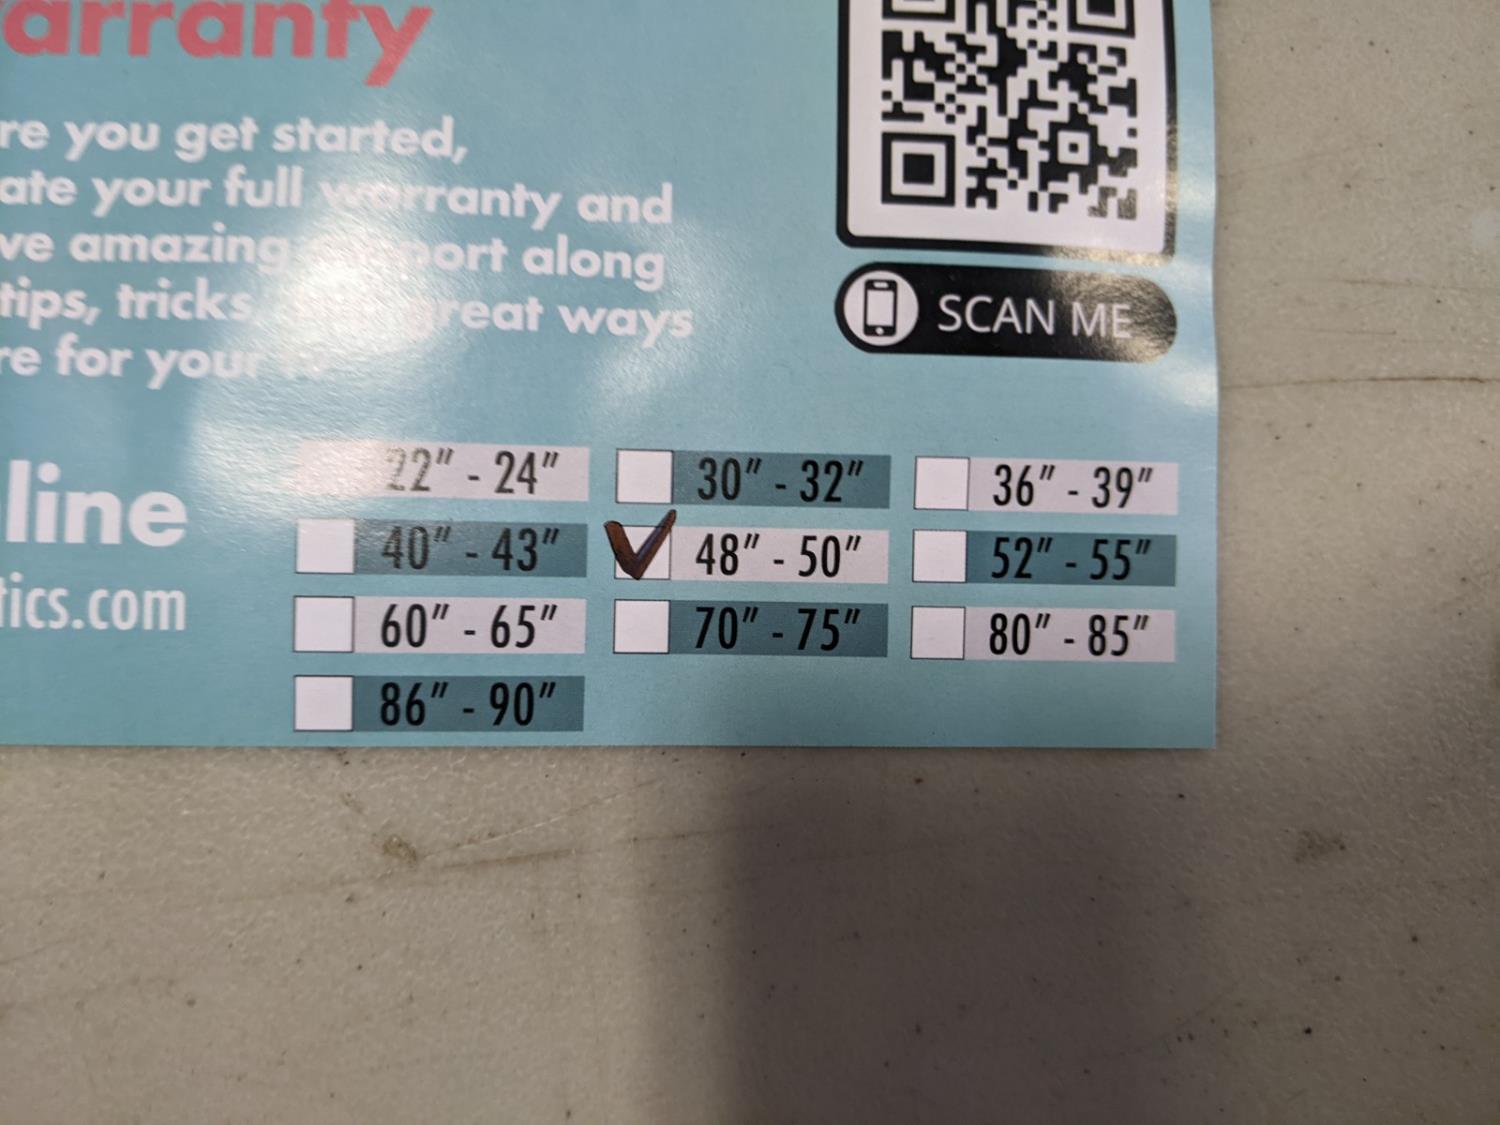 arranty
re you get started,
ate your full warranty and
ve amazing support along
tips, tricks great ways
re for your
SCAN ME
line
tics.com
22" - 24" 30" - 32" 36" - 39"
40" - 43" 48" - 50" 52" - 55"
60" - 65" 70" - 75" 80" - 85"
86" - 90"